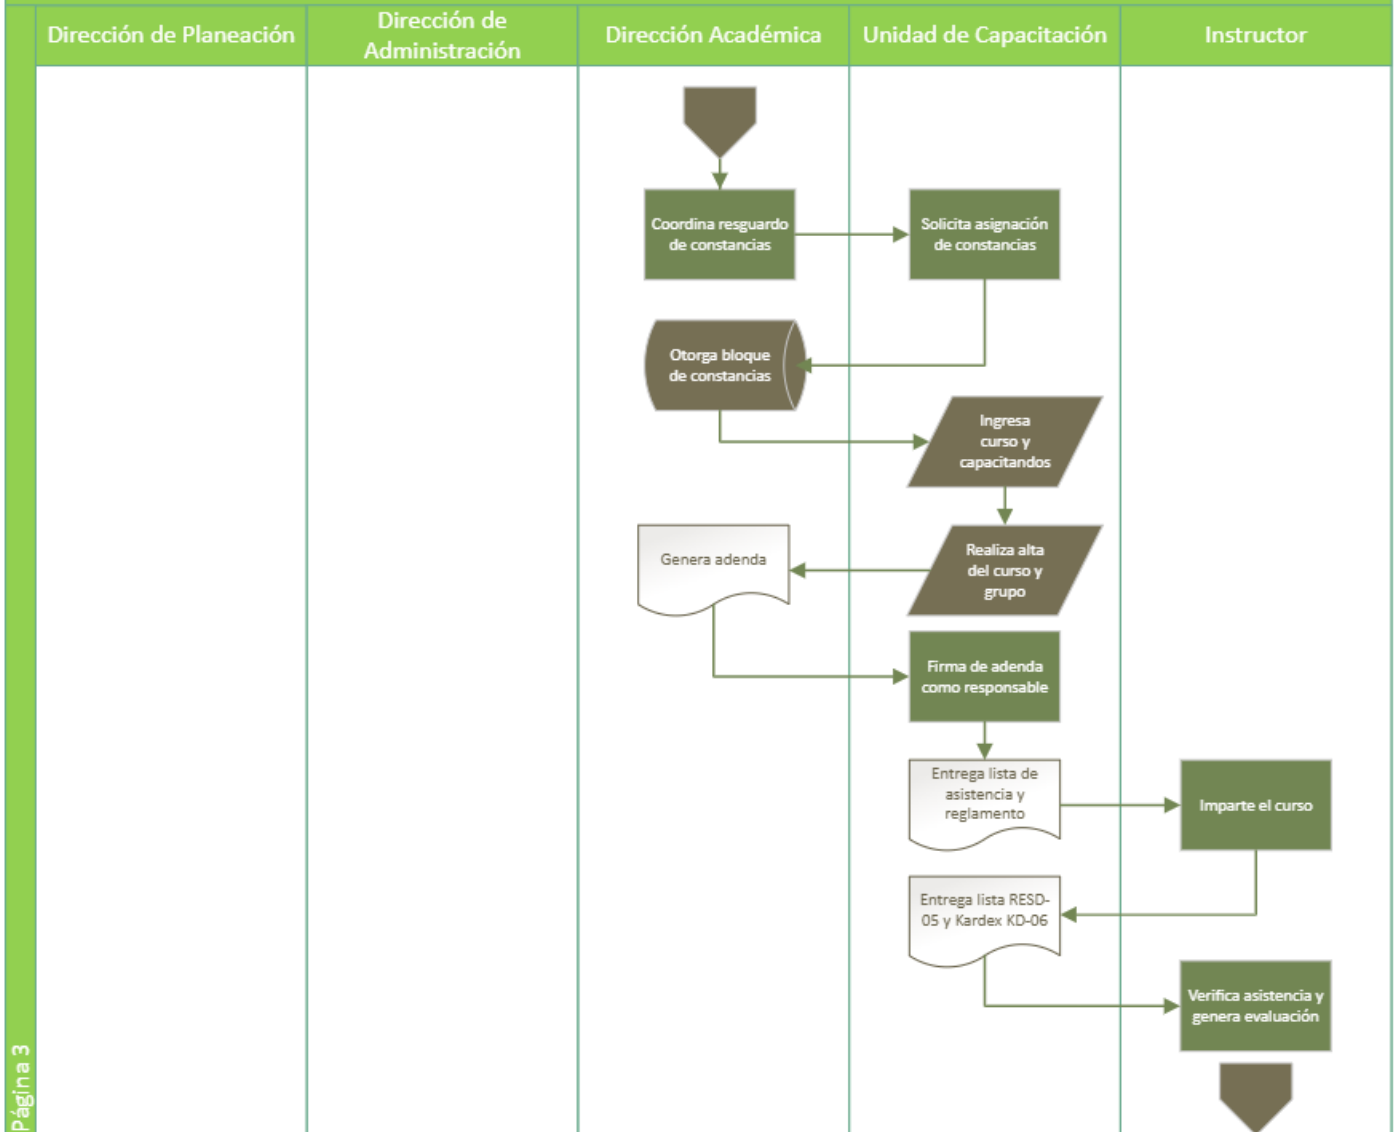 Dirección de Planeación
Dirección de
Administración
Dirección Académica
Unidad de Capacitación
Instructor
Coordina resguardo
de constancias
Solicita asignación
de constancias
Otorga bloque
de constancias
Ingresa
curso y
capacitandos
Realiza alta
del curso y
grupo
Genera adenda
Firma de adenda
como responsable
Entrega lista de
asistencia y
reglamento
Imparte el curso
Entrega lista RESD-
05 y Kardex KD-06
Verifica asistencia y
genera evaluación
Página 3